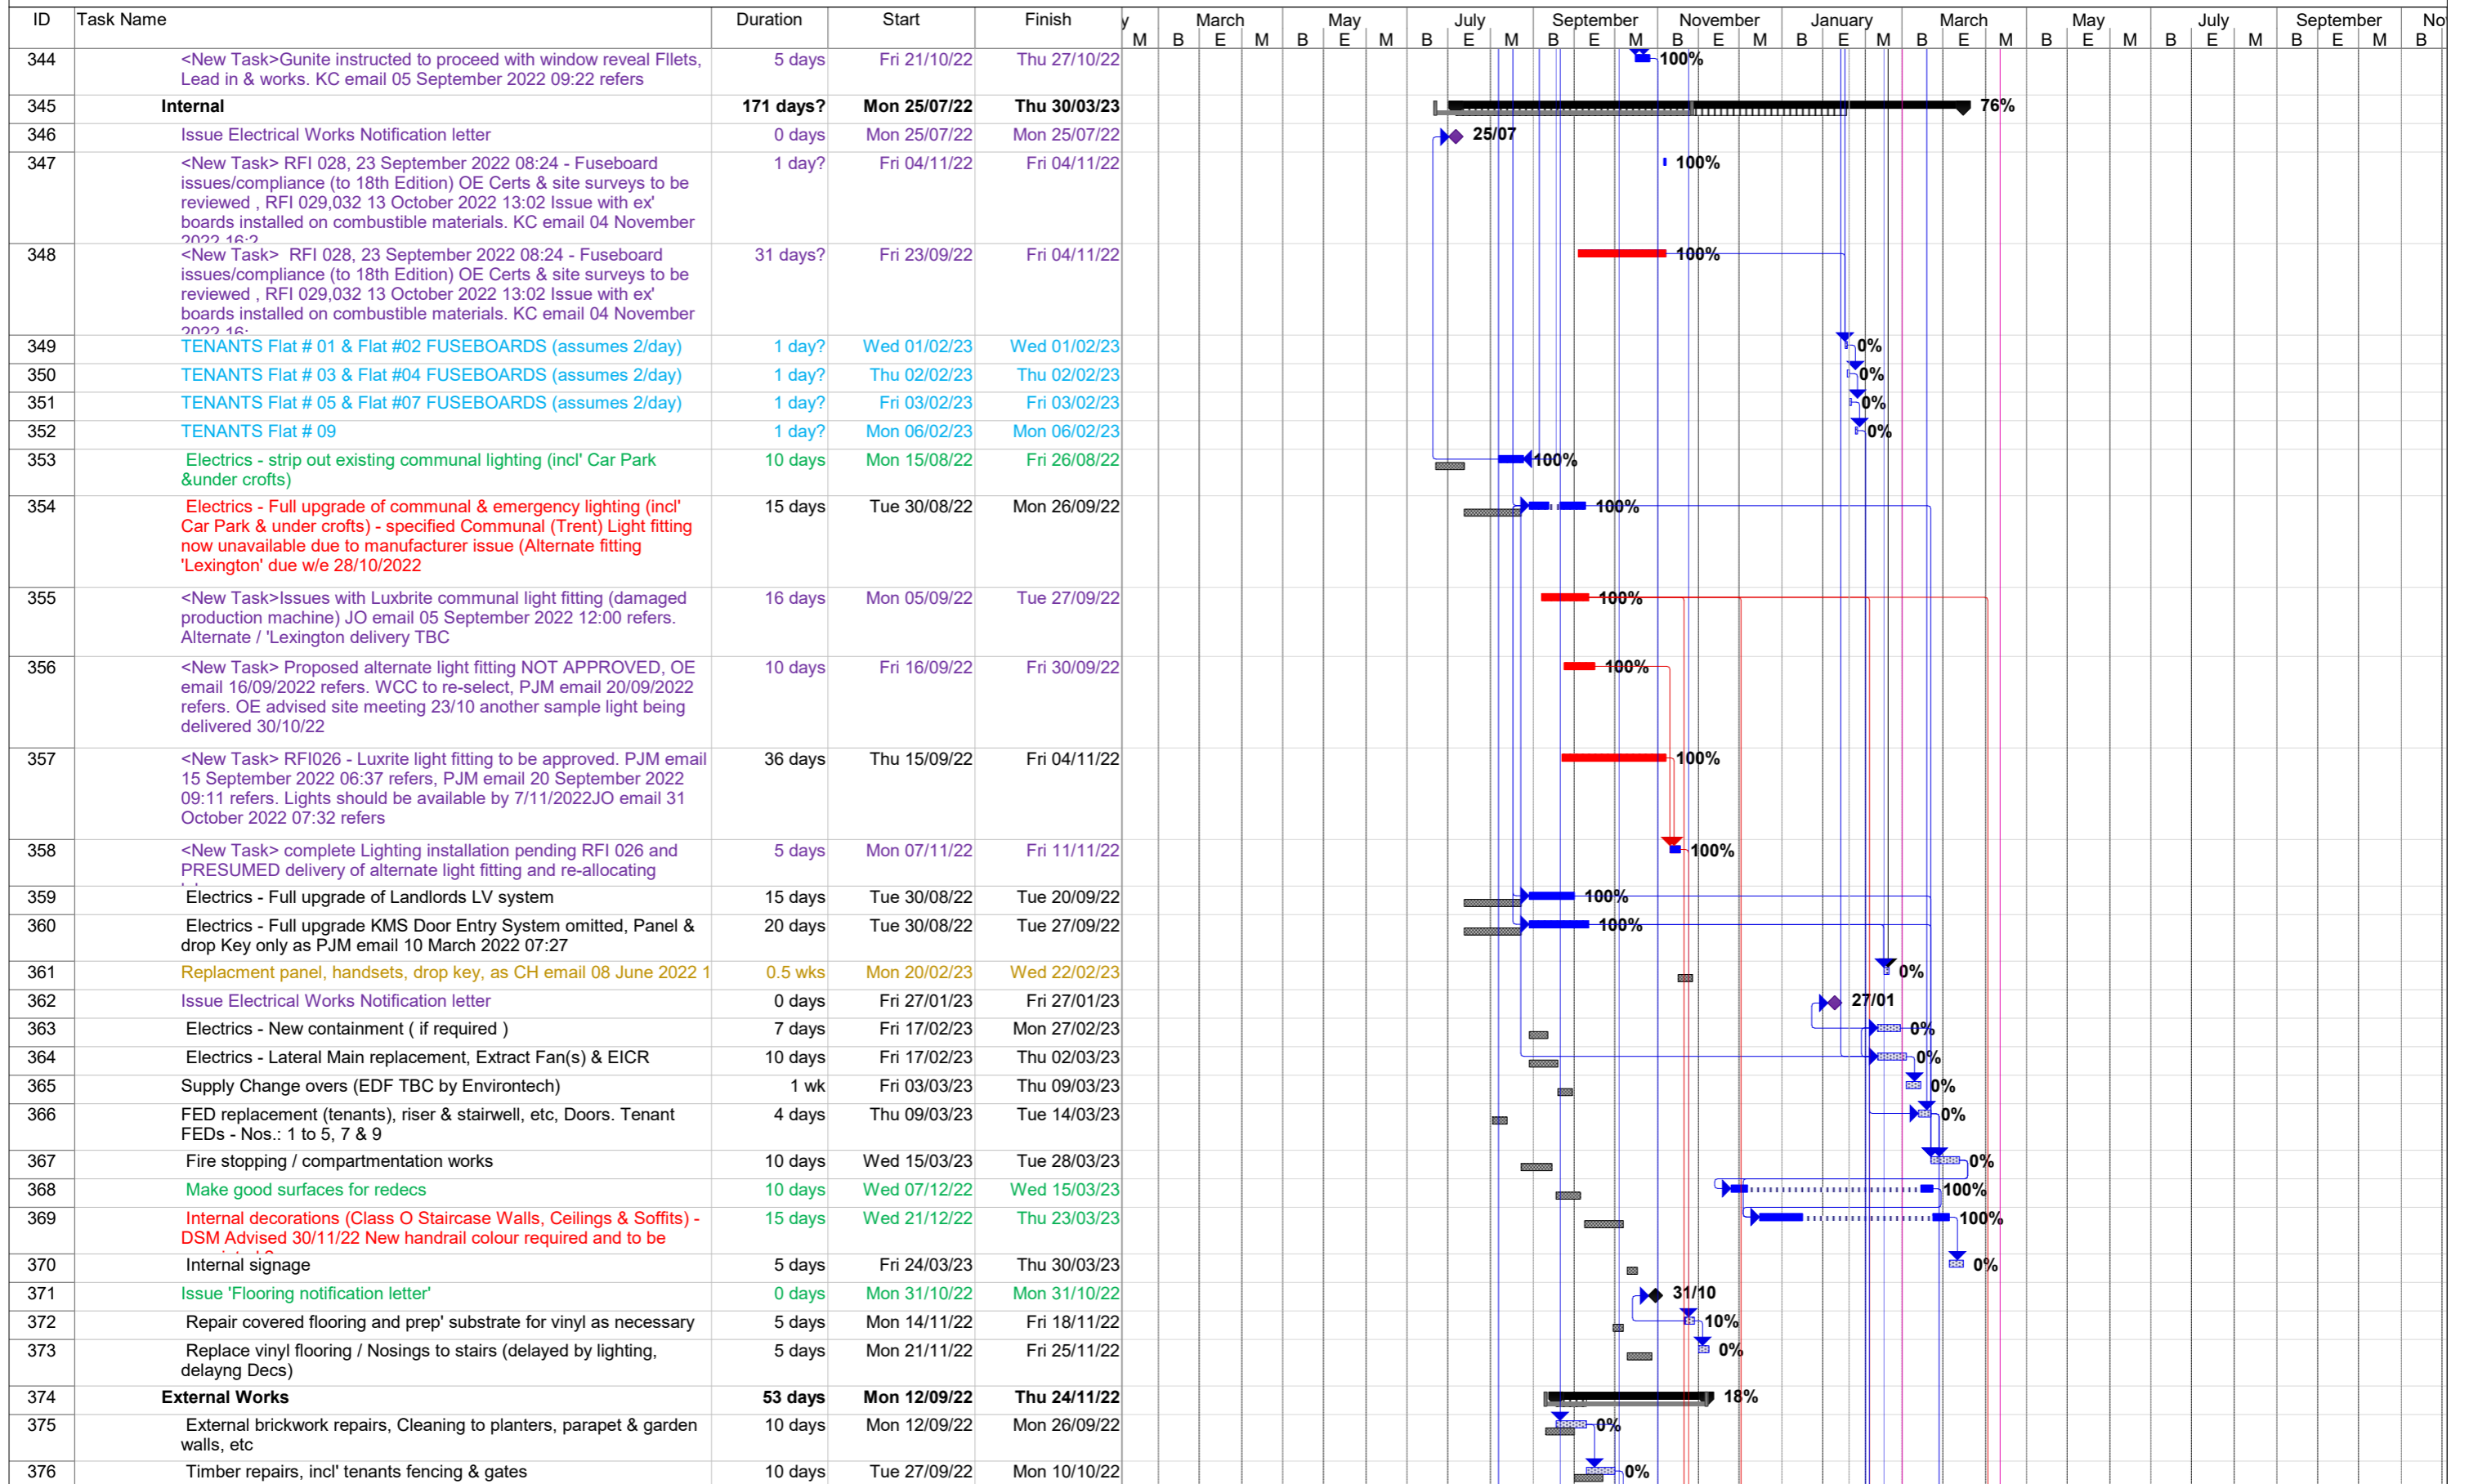 ID Task Name Duration Start Finish March May July September November January March May July September
M B E M B E M B E M B E M B E M B E M B E M B E M B E M B E M B
344 <New Task>Gunite instructed to proceed with window reveal Fllets, 5 days Fri 21/10/22 Thu 27/10/22 100%
Lead in & works. KC email 05 September 2022 09:22 refers
345 Internal 171 days? Mon 25/07/22 Thu 30/03/23 76%
346 Issue Electrical Works Notification letter 0 days Mon 25/07/22 Mon 25/07/22 25/07
347 <New Task> RFI 028, 23 September 2022 08:24 - Fuseboard 1 day? Fri 04/11/22 Fri 04/11/22 100%
issues/compliance (to 18th Edition) OE Certs & site surveys to be
reviewed , RFI 029,032 13 October 2022 13:02 Issue with ex'
boards installed on combustible materials. KC email 04 November
2022 16:2
348 <New Task> RFI 028, 23 September 2022 08:24 - Fuseboard 31 days? Fri 23/09/22 Fri 04/11/22 100%
issues/compliance (to 18th Edition) OE Certs & site surveys to be
reviewed , RFI 029,032 13 October 2022 13:02 Issue with ex'
boards installed on combustible materials. KC email 04 November
2022 16:
349 TENANTS Flat # 01 & Flat #02 FUSEBOARDS (assumes 2/day) 1 day? Wed 01/02/23 Wed 01/02/23 0%
350 TENANTS Flat # 03 & Flat #04 FUSEBOARDS (assumes 2/day) 1 day? Thu 02/02/23 Thu 02/02/23 0%
351 TENANTS Flat # 05 & Flat #07 FUSEBOARDS (assumes 2/day) 1 day? Fri 03/02/23 Fri 03/02/23 0%
352 TENANTS Flat # 09 1 day? Mon 06/02/23 Mon 06/02/23 0%
353 Electrics - strip out existing communal lighting (incl' Car Park 10 days Mon 15/08/22 Fri 26/08/22 100%
&under crofts)
354 Electrics - Full upgrade of communal & emergency lighting (incl' 15 days Tue 30/08/22 Mon 26/09/22 100%
Car Park & under crofts) - specified Communal (Trent) Light fitting
now unavailable due to manufacturer issue (Alternate fitting
'Lexington' due w/e 28/10/2022
355 <New Task>Issues with Luxbrite communal light fitting (damaged 16 days Mon 05/09/22 Tue 27/09/22 100%
production machine) JO email 05 September 2022 12:00 refers.
Alternate / 'Lexington delivery TBC
356 <New Task> Proposed alternate light fitting NOT APPROVED, OE 10 days Fri 16/09/22 Fri 30/09/22 100%
email 16/09/2022 refers. WCC to re-select, PJM email 20/09/2022
refers. OE advised site meeting 23/10 another sample light being
delivered 30/10/22
357 <New Task> RFI026 - Luxrite light fitting to be approved. PJM email 36 days Thu 15/09/22 Fri 04/11/22 100%
15 September 2022 06:37 refers, PJM email 20 September 2022
09:11 refers. Lights should be available by 7/11/2022JO email 31
October 2022 07:32 refers
358 <New Task> complete Lighting installation pending RFI 026 and 5 days Mon 07/11/22 Fri 11/11/22 100%
PRESUMED delivery of alternate light fitting and re-allocating
359 Electrics - Full upgrade of Landlords LV system 15 days Tue 30/08/22 Tue 20/09/22 100%
360 Electrics - Full upgrade KMS Door Entry System omitted, Panel & 20 days Tue 30/08/22 Tue 27/09/22 100%
drop Key only as PJM email 10 March 2022 07:27
361 Replacment panel, handsets, drop key, as CH email 08 June 2022 1 0.5 wks Mon 20/02/23 Wed 22/02/23 0%
362 Issue Electrical Works Notification letter 0 days Fri 27/01/23 Fri 27/01/23 27/01
363 Electrics - New containment ( if required ) 7 days Fri 17/02/23 Mon 27/02/23 0%
364 Electrics - Lateral Main replacement, Extract Fan(s) & EICR 10 days Fri 17/02/23 Thu 02/03/23 0%
365 Supply Change overs (EDF TBC by Environtech) 1 wk Fri 03/03/23 Thu 09/03/23 0%
366 FED replacement (tenants), riser & stairwell, etc, Doors. Tenant 4 days Thu 09/03/23 Tue 14/03/23 0%
FEDs - Nos.: 1 to 5, 7 & 9
367 Fire stopping / compartmentation works 10 days Wed 15/03/23 Tue 28/03/23 0%
368 Make good surfaces for redecs 10 days Wed 07/12/22 Wed 15/03/23 100%
369 Internal decorations (Class O Staircase Walls, Ceilings & Soffits) - 15 days Wed 21/12/22 Thu 23/03/23 100%
DSM Advised 30/11/22 New handrail colour required and to be
370 Internal signage 5 days Fri 24/03/23 Thu 30/03/23 0%
371 Issue 'Flooring notification letter' 0 days Mon 31/10/22 Mon 31/10/22 31/10
372 Repair covered flooring and prep' substrate for vinyl as necessary 5 days Mon 14/11/22 Fri 18/11/22 10%
373 Replace vinyl flooring / Nosings to stairs (delayed by lighting, 5 days Mon 21/11/22 Fri 25/11/22 0%
delayng Decs)
374 External Works 53 days Mon 12/09/22 Thu 24/11/22 18%
375 External brickwork repairs, Cleaning to planters, parapet & garden 10 days Mon 12/09/22 Mon 26/09/22 0%
walls, etc
376 Timber repairs, incl' tenants fencing & gates 10 days Tue 27/09/22 Mon 10/10/22 0%